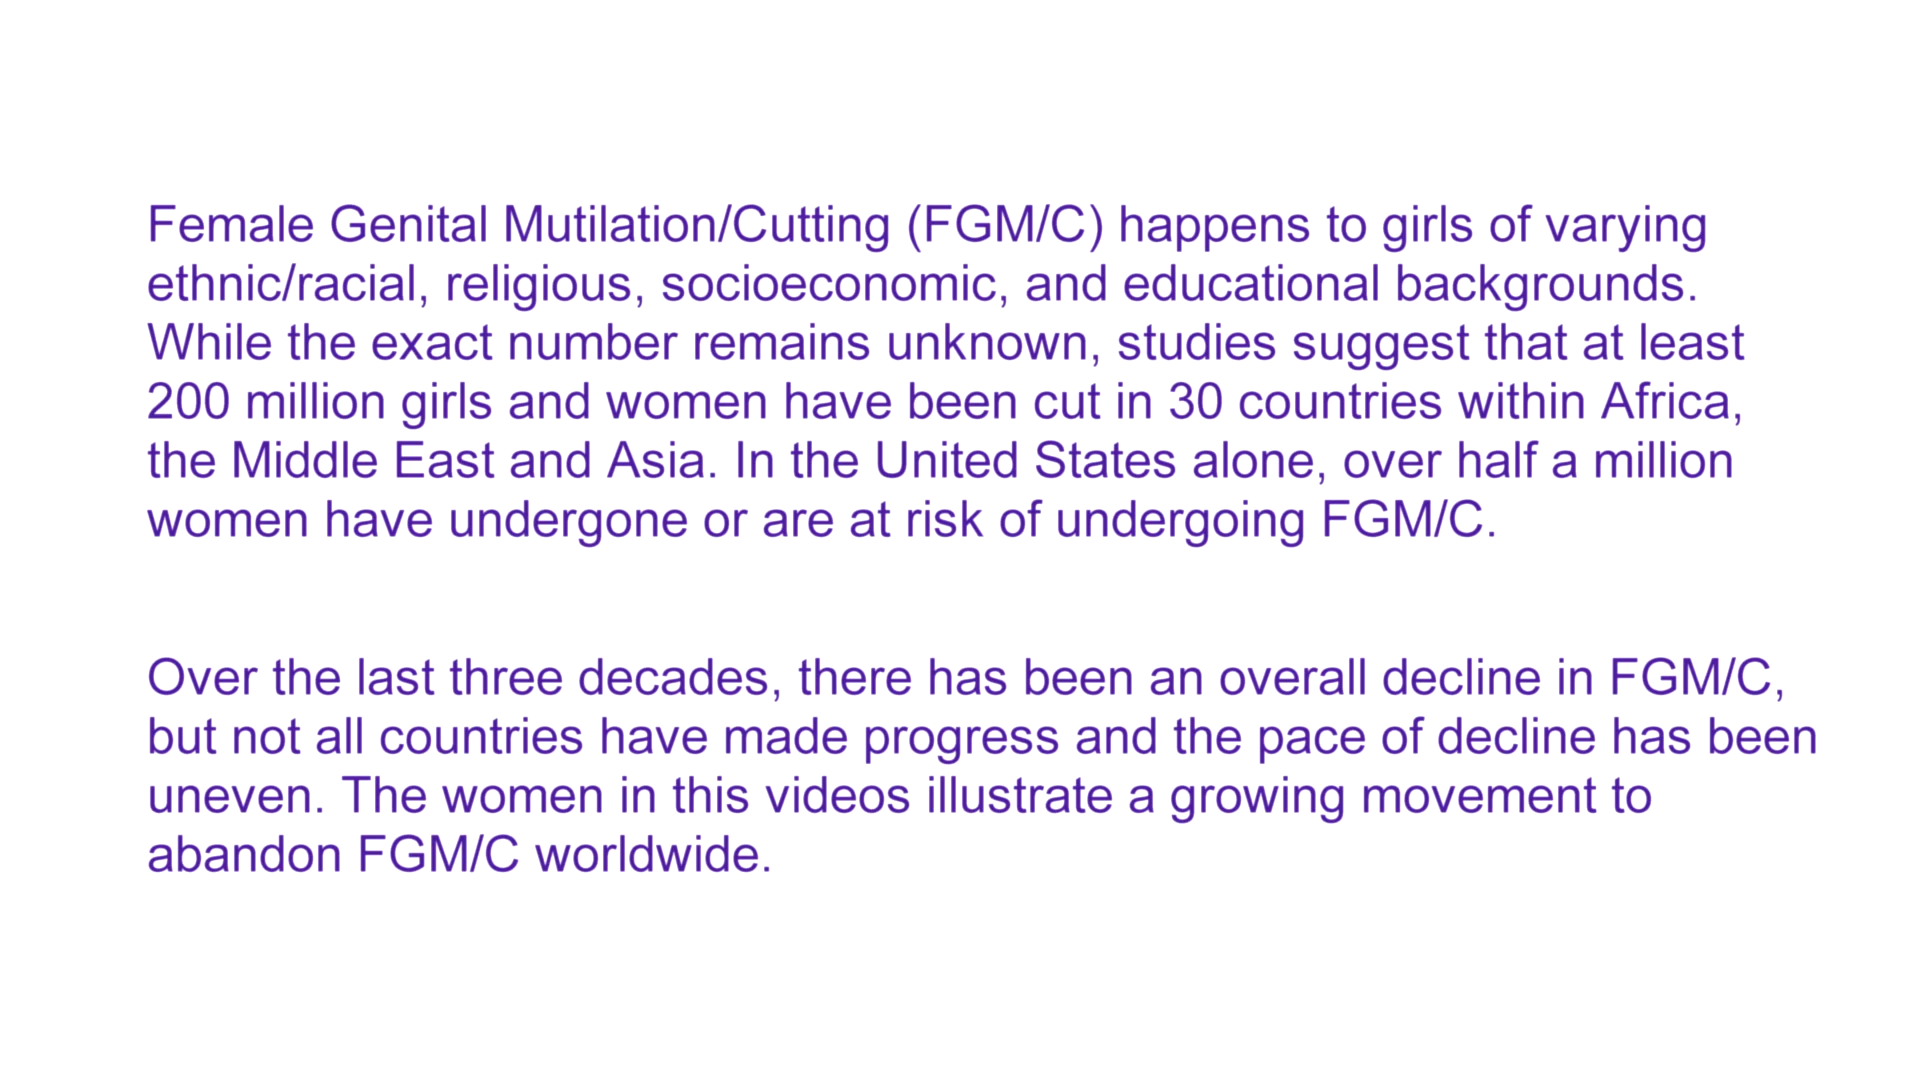 Female Genital Mutilation/Cutting (FGM/C) happens to girls of varying
ethnic/racial, religious, socioeconomic, and educational backgrounds.
While the exact number remains unknown, studies suggest that at least
200 million girls and women have been cut in 30 countries within Africa,
the Middle East and Asia. In the United States alone, over half a million
women have undergone or are at risk of undergoing FGM/C.
Over the last three decades, there has been an overall decline in FGM/C,
but not all countries have made progress and the pace of decline has been
uneven. The women in this videos illustrate a growing movement to
abandon FGM/C worldwide.